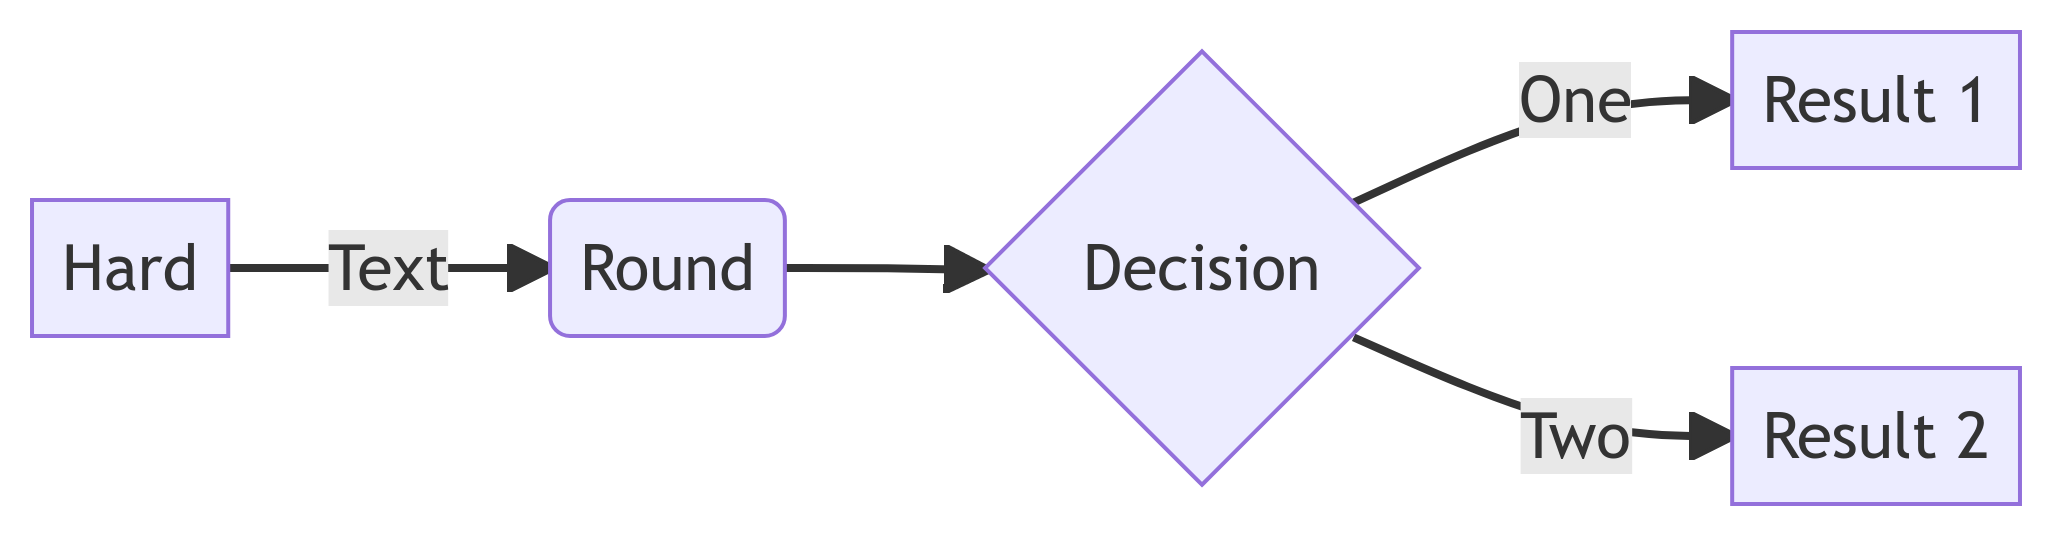 Hard
Text
Round
Decision
One
Result 1
Two
Result 2